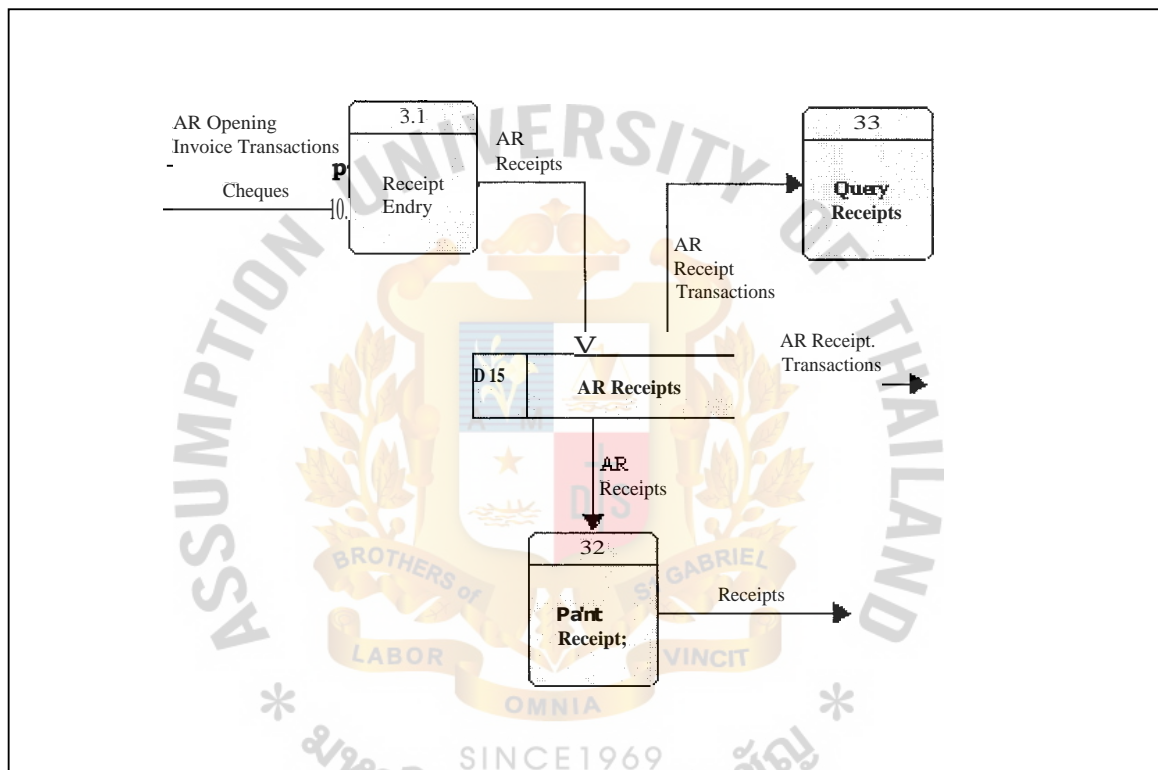 AR Opening
Invoice Transactions
Cheques
10.
3.1
Receipt
Endry
AR
Receipts
33
Query
Receipts
AR
Receipt
Transactions
AR Receipt.
Transactions
V
D 15
AR Receipts
AR
Receipts
32
Pa'nt
Receipt;
Receipts
ASSUMPTION UNIVERSITY OF THAILAND
A M
D S
BROTHERS of
ST GABRIEL
LABOR
VINCIT
OMNIA
SINCE1969